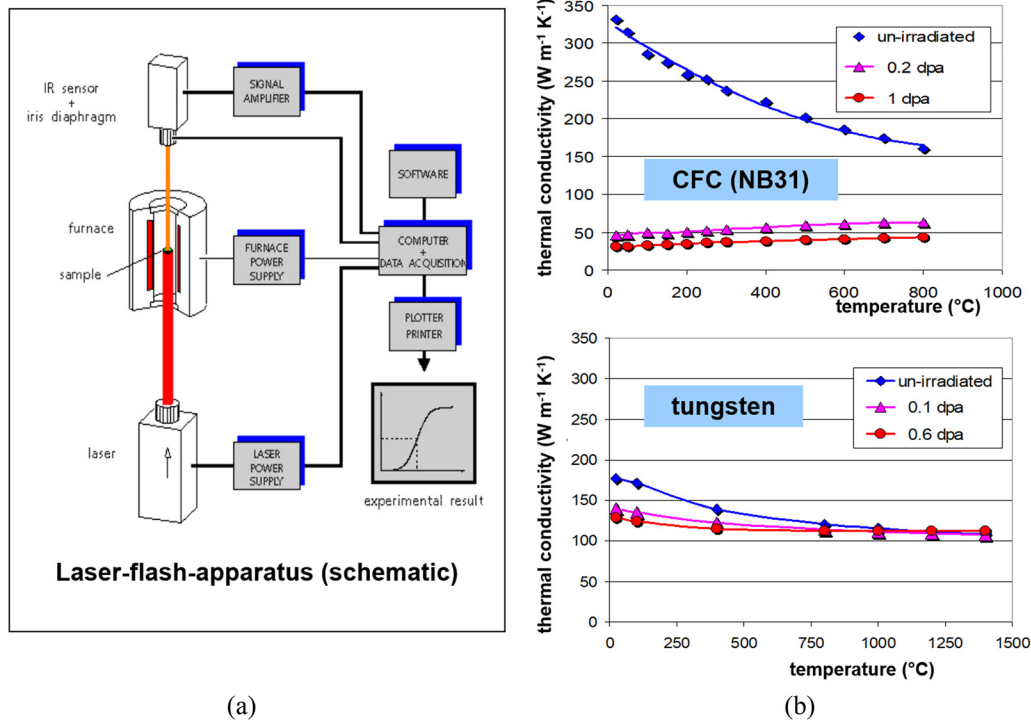 IR sensor
+
iris diaphragm
SIGNAL
AMPLIFIER
SOFTWARE
furnace
sample
FURNACE
POWER
SUPPLY
COMPUTER
+
DATA ACQUISITION
PLOTTER
PRINTER
laser
LASER
POWER
SUPPLY
experimental result
Laser-flash-apparatus (schematic)
(a)
thermal conductivity (W m⁻¹ K⁻¹)
350
300
250
200
150
100
50
0
un-irradiated
0.2 dpa
1 dpa
CFC (NB31)
0 200 400 600 800 1000
temperature (°C)
thermal conductivity (W m⁻¹ K⁻¹)
350
300
250
200
150
100
50
0
un-irradiated
0.1 dpa
0.6 dpa
tungsten
0 250 500 750 1000 1250 1500
temperature (°C)
(b)